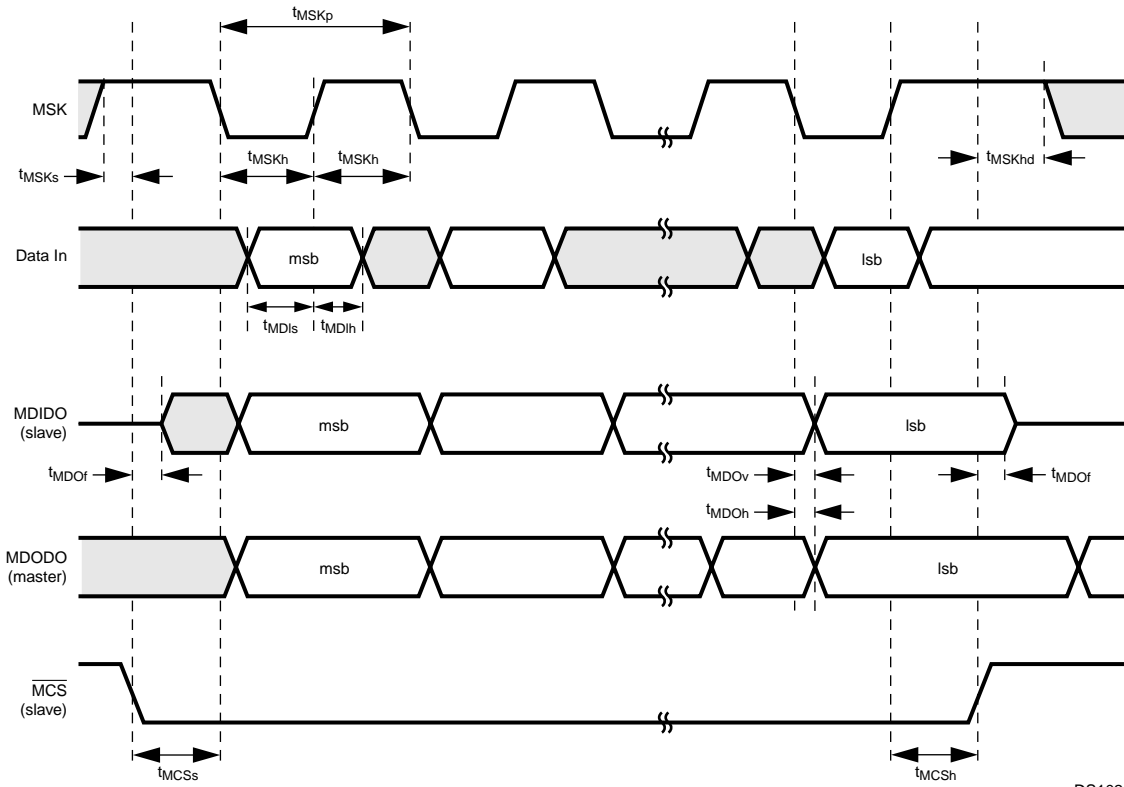 tMSKp
MSK
tMSKh
tMSKh
tMSKs
tMSKhd
Data In
msb
lsb
tMDIs
tMDIh
MDIDO
(slave)
msb
lsb
tMDOf
tMDOv
tMDOf
tMDOh
MDODO
(master)
msb
lsb
MCS
(slave)
tMCSs
tMCSh